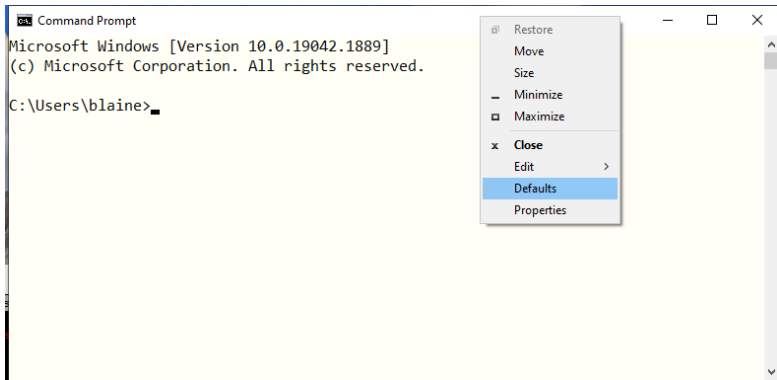 Command Prompt
Microsoft Windows [Version 10.0.19042.1889]
(c) Microsoft Corporation. All rights reserved.
C:\Users\blaine>
Restore
Move
Size
Minimize
Maximize
Close
Edit
Defaults
Properties